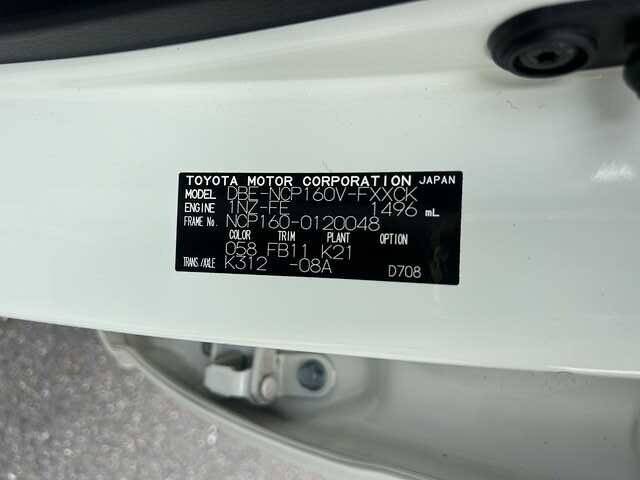 TOYOTA MOTOR CORPORATION JAPAN
MODEL DBE-NCP160V-FXXCK
ENGINE 1NZ-FE 1496 mL
FRAME No. NCP160-0120048
COLOR TRIM PLANT OPTION
058 FB11 K21
TRANS/AXLE K312 -08A D708